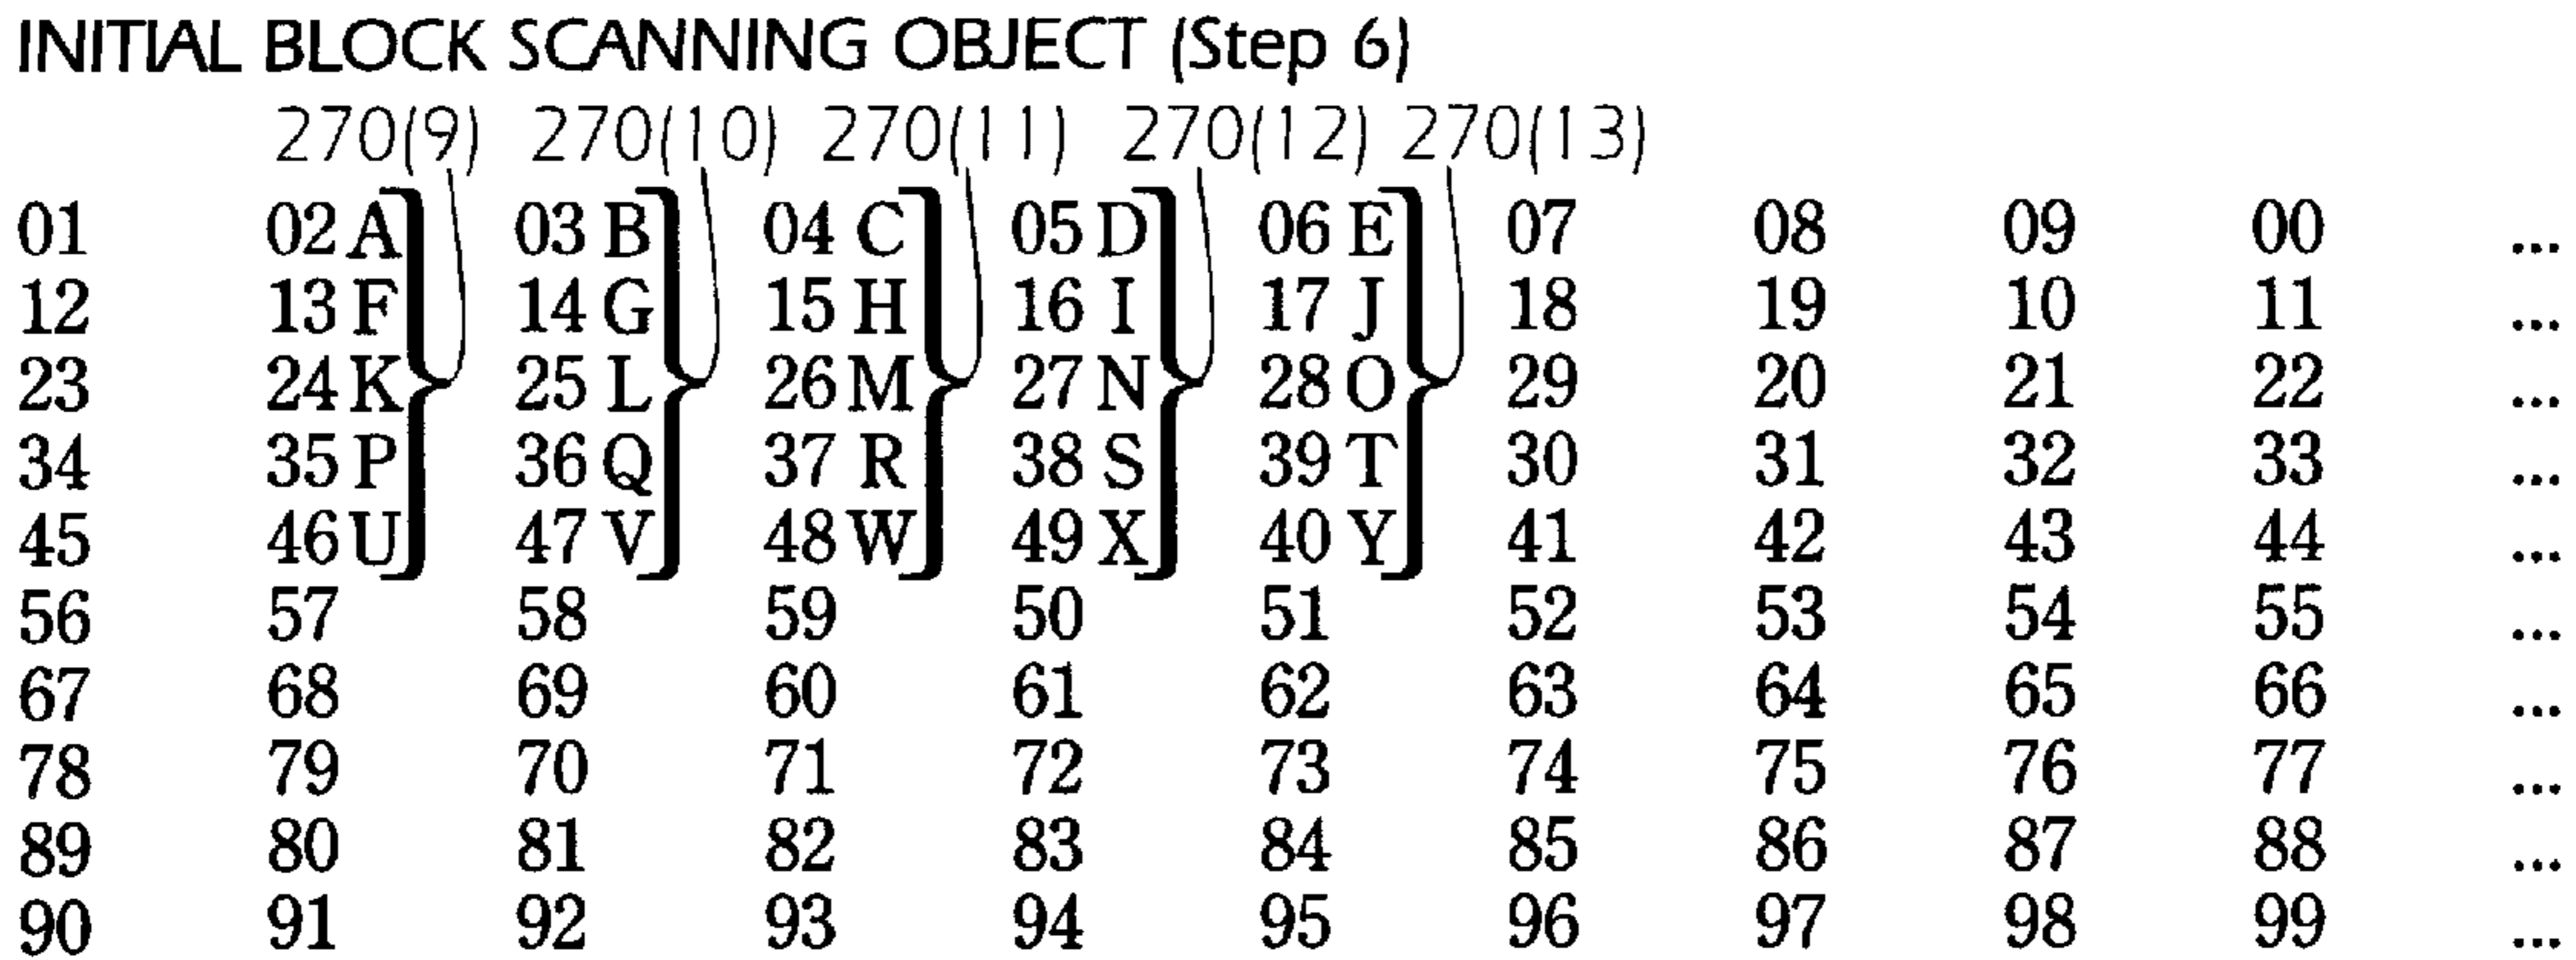 INITIAL BLOCK SCANNING OBJECT (Step 6)
270(9) 270(10) 270(11) 270(12) 270(13)
01 02 A 03 B 04 C 05 D 06 E 07 08 09 00 ...
12 13 F 14 G 15 H 16 I 17 J 18 19 10 11 ...
23 24 K 25 L 26 M 27 N 28 O 29 20 21 22 ...
34 35 P 36 Q 37 R 38 S 39 T 30 31 32 33 ...
45 46 U 47 V 48 W 49 X 40 Y 41 42 43 44 ...
56 57 58 59 50 51 52 53 54 55 ...
67 68 69 60 61 62 63 64 65 66 ...
78 79 70 71 72 73 74 75 76 77 ...
89 80 81 82 83 84 85 86 87 88 ...
90 91 92 93 94 95 96 97 98 99 ...